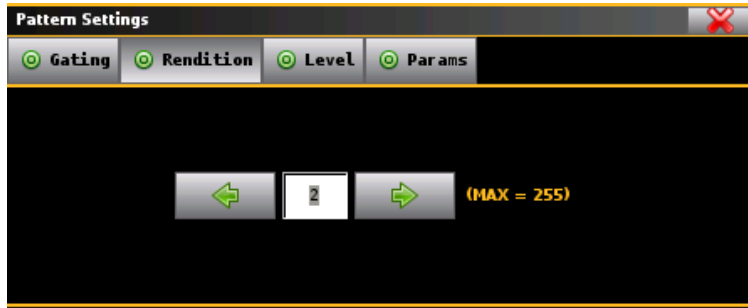 Pattern Settings
Gating Rendition Level Params
2 (MAX = 255)